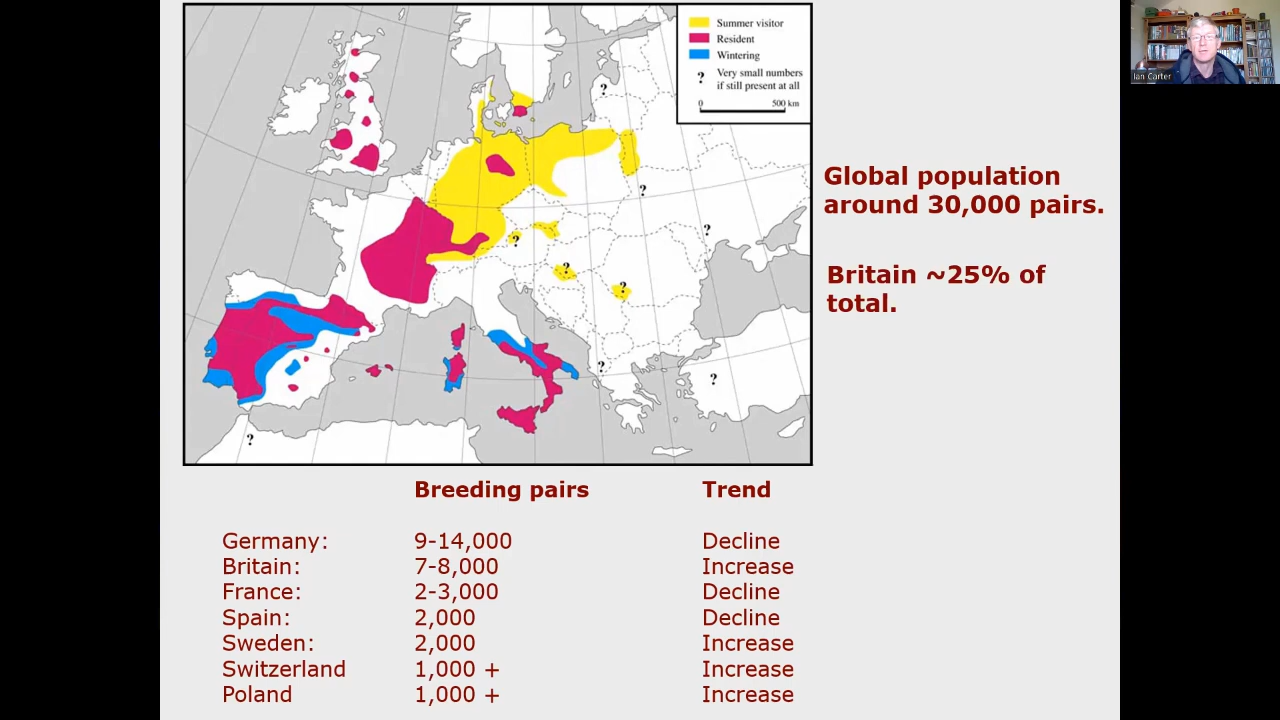 Summer visitor
Resident
Wintering
? Very small numbers
if still present at all
0 500 km
?
?
?
?
?
?
?
?
?
Ian Carter
Global population
around 30,000 pairs.
Britain ~25% of
total.
Breeding pairs Trend
Germany: 9-14,000 Decline
Britain: 7-8,000 Increase
France: 2-3,000 Decline
Spain: 2,000 Decline
Sweden: 2,000 Increase
Switzerland 1,000 + Increase
Poland 1,000 + Increase